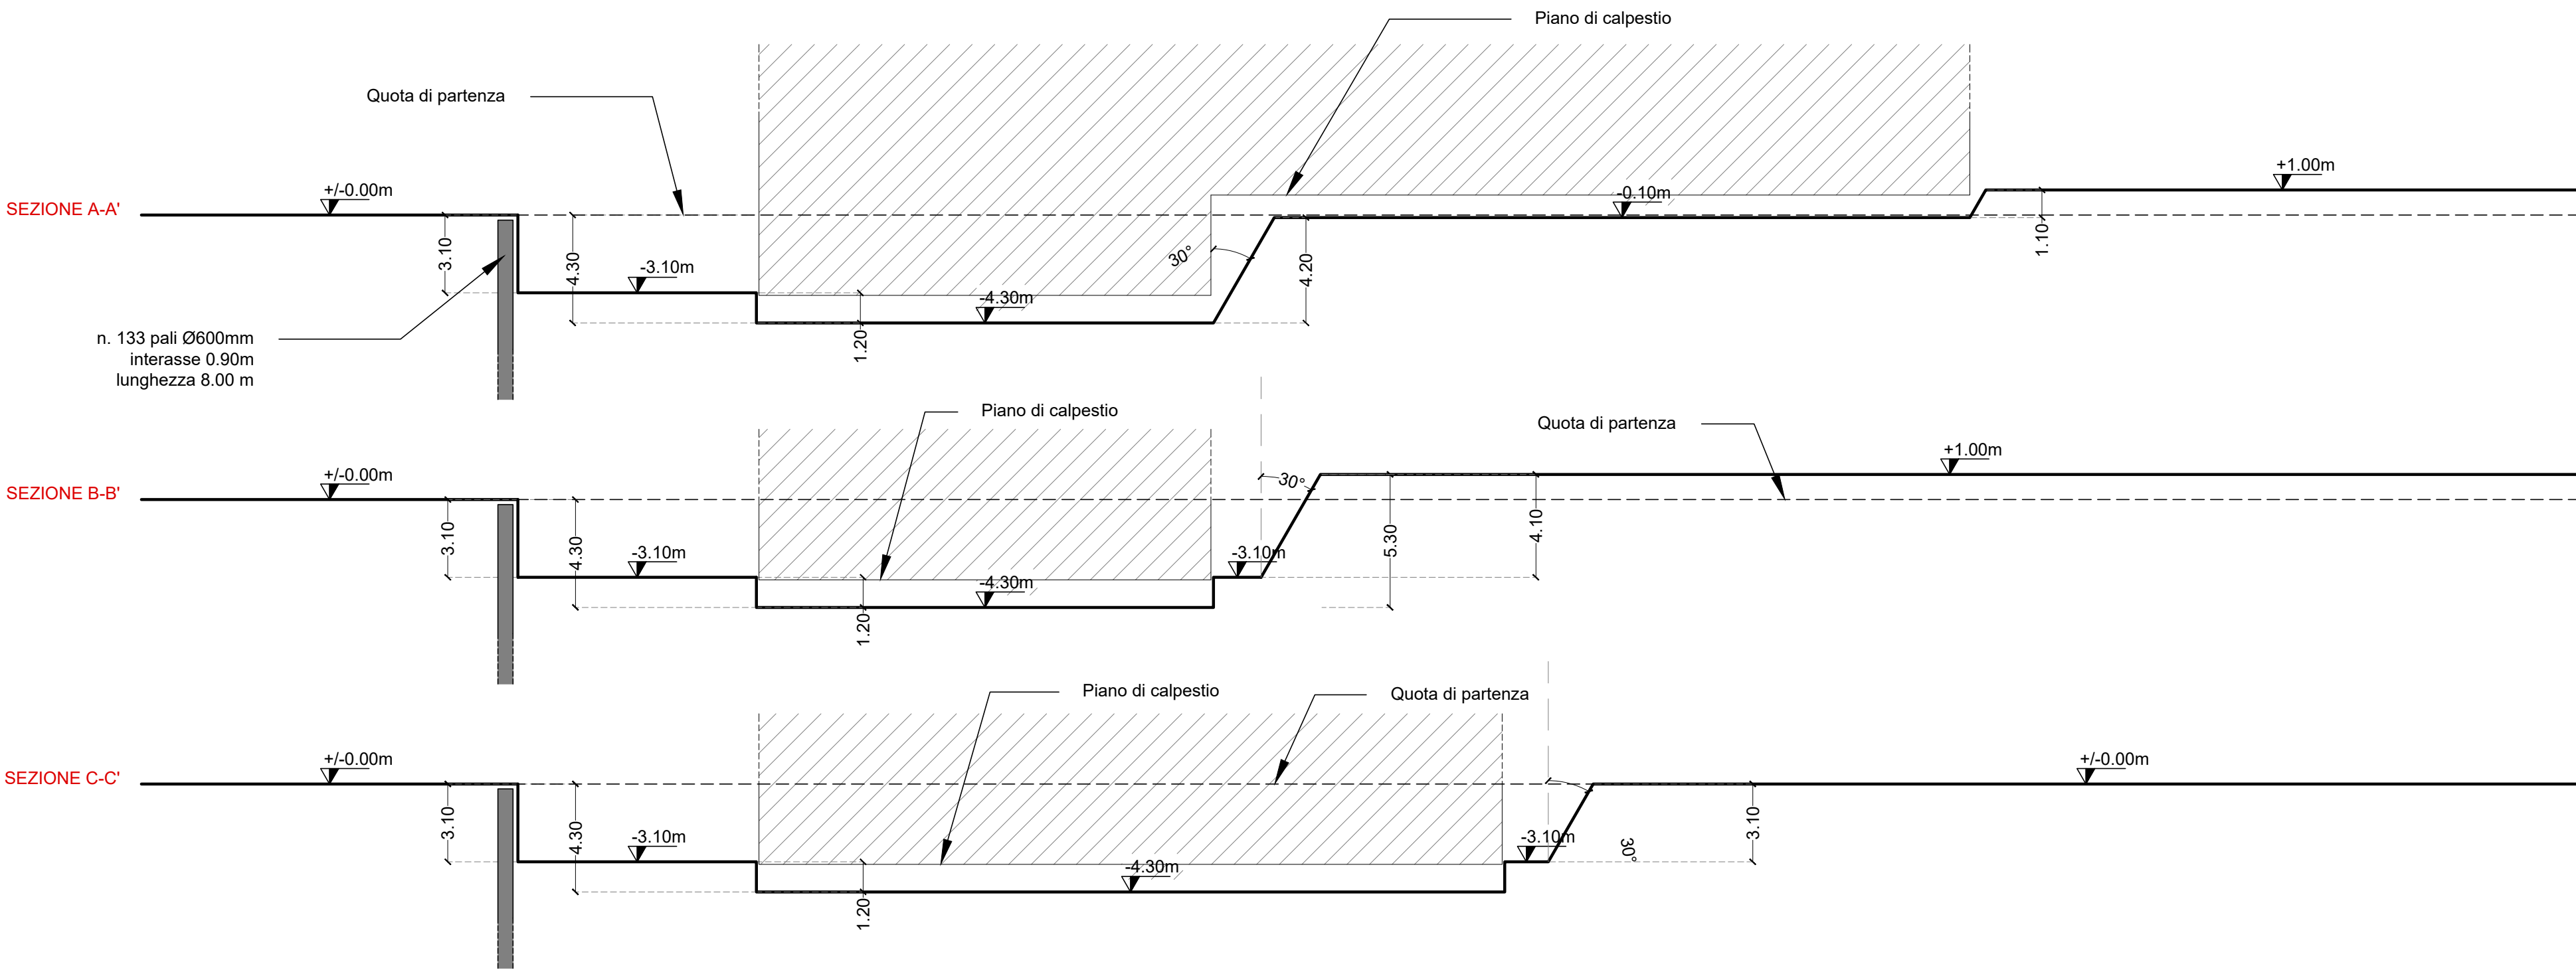 Piano di calpestio
Quota di partenza
+/-0.00m
-0.10m
+1.00m
SEZIONE A-A'
3.10
4.30
-3.10m
30°
4.20
1.10
-4.30m
1.20
n. 133 pali Ø600mm
interasse 0.90m
lunghezza 8.00 m
Piano di calpestio
Quota di partenza
+/-0.00m
+1.00m
SEZIONE B-B'
30°
3.10
4.30
-3.10m
-3.10m
5.30
4.10
-4.30m
1.20
Piano di calpestio
Quota di partenza
+/-0.00m
+/-0.00m
SEZIONE C-C'
3.10
4.30
-3.10m
-3.10m
30°
3.10
-4.30m
1.20